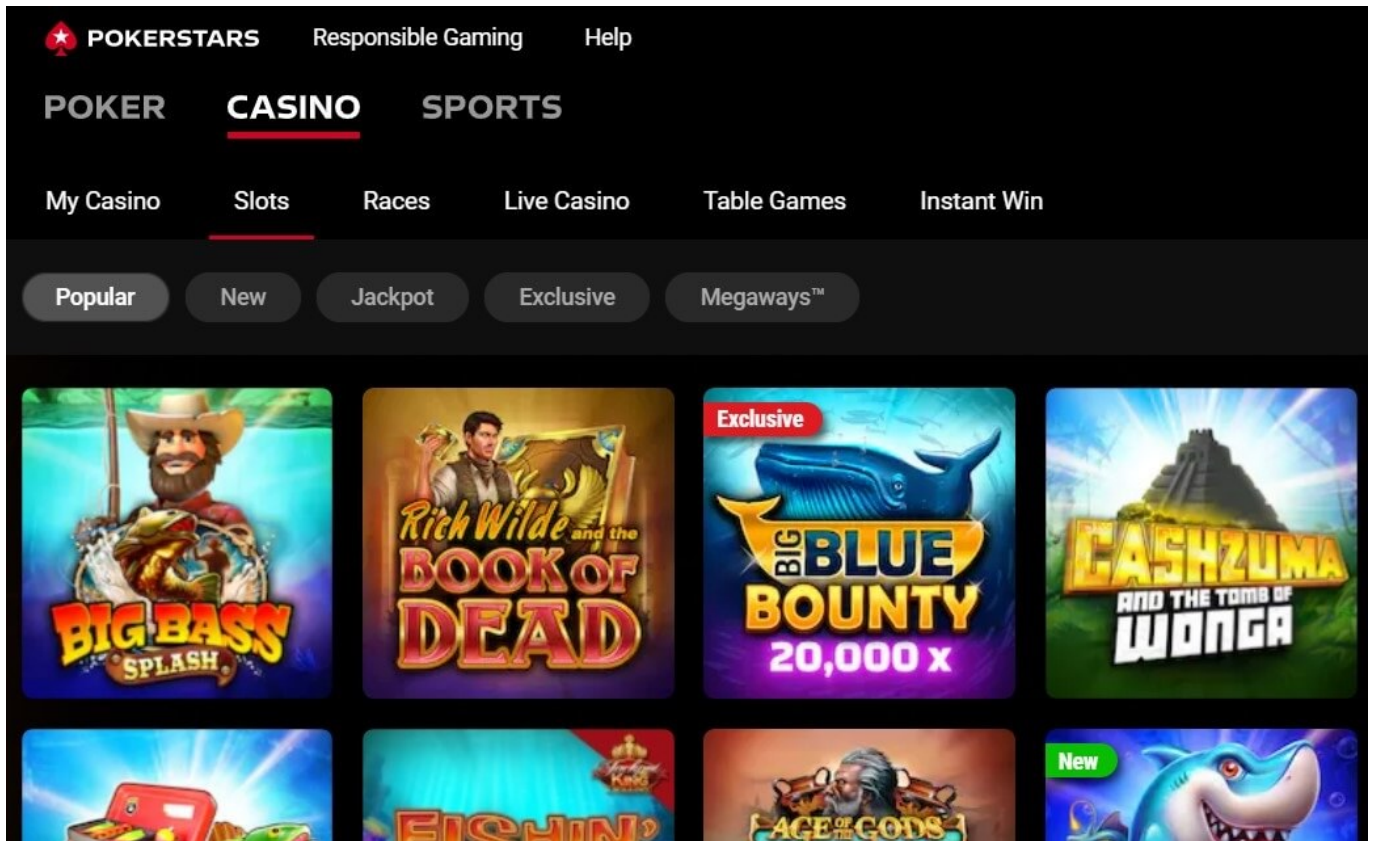 POKERSTARS Responsible Gaming Help
POKER CASINO SPORTS
My Casino Slots Races Live Casino Table Games Instant Win
Popular New Jackpot Exclusive Megaways™
BIG BASS
SPLASH
Rich Wilde and the
BOOK OF
DEAD
Exclusive
BIG BLUE
BOUNTY
20,000 x
CASHZUMA
AND THE TOMB OF
WONGA
FISHIN'
AGE OF THE GODS
New